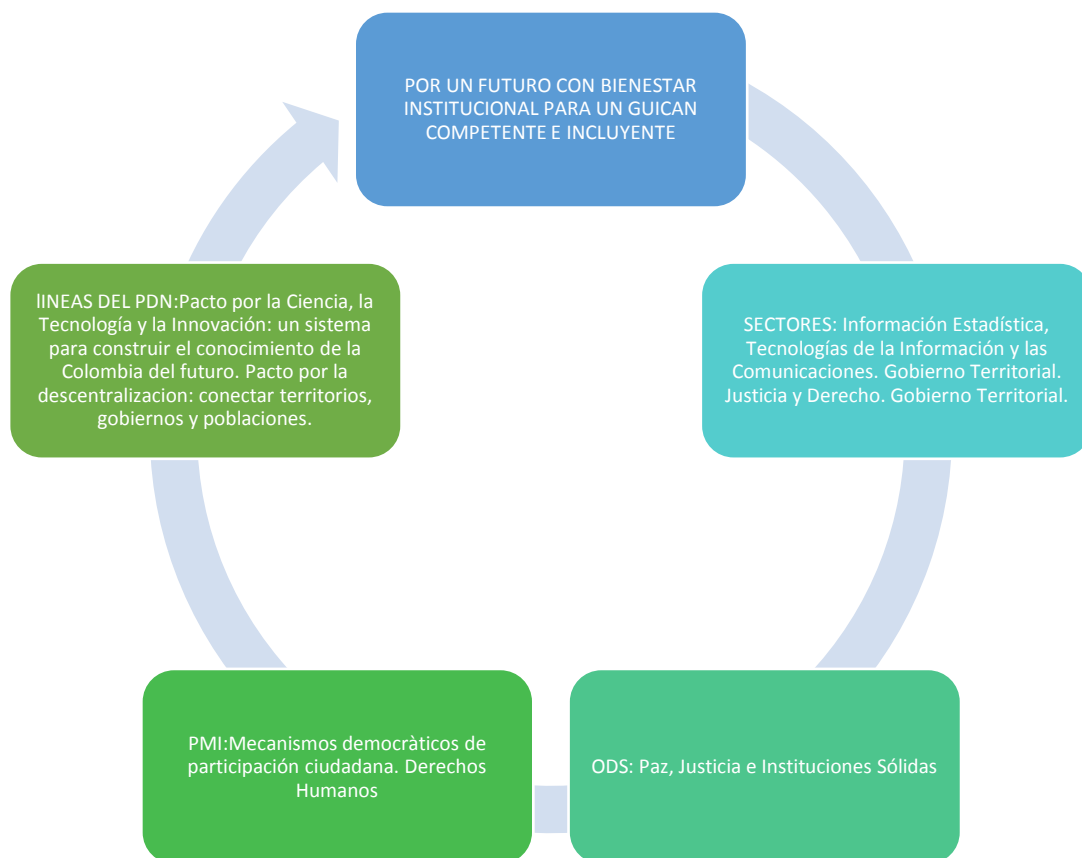 POR UN FUTURO CON BIENESTAR
INSTITUCIONAL PARA UN GUICAN
COMPETENTE E INCLUYENTE
SECTORES: Información Estadística,
Tecnologías de la Información y las
Comunicaciones. Gobierno Territorial.
Justicia y Derecho. Gobierno Territorial.
ODS: Paz, Justicia e Instituciones Sólidas
PMI:Mecanismos democràticos de
participación ciudadana. Derechos
Humanos
lINEAS DEL PDN:Pacto por la Ciencia, la
Tecnología y la Innovación: un sistema
para construir el conocimiento de la
Colombia del futuro. Pacto por la
descentralizacion: conectar territorios,
gobiernos y poblaciones.